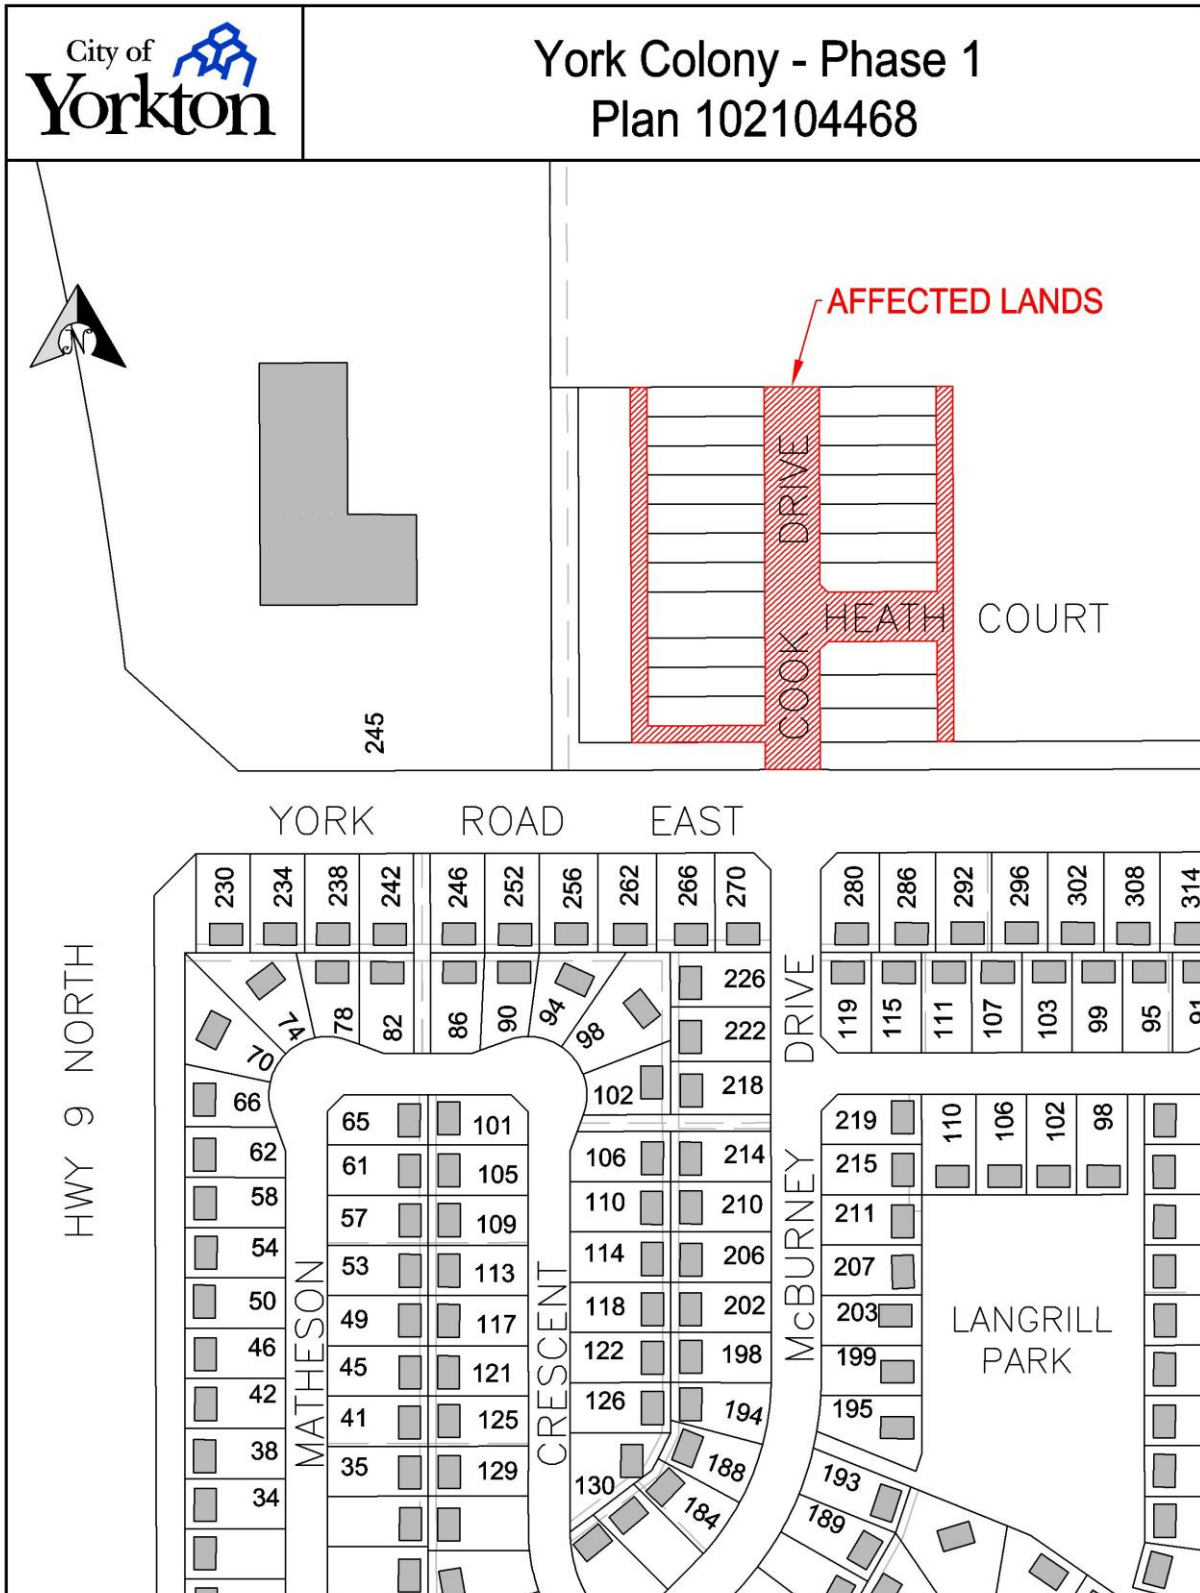 City of
Yorkton
York Colony - Phase 1
Plan 102104468
N
AFFECTED LANDS
COOK DRIVE
HEATH COURT
245
YORK ROAD EAST
HWY 9 NORTH
230 234 238 242 246 252 256 262 266 270
280 286 292 296 302 308 314
70 74 78 82 86 90 94 98
102
226
222
218
McBURNEY DRIVE
119 115 111 107 103 99 95 91
66
62
58
54
50
46
42
38
34
MATHESON CRESCENT
65
61
57
53
49
45
41
35
101
105
109
113
117
121
125
129
106
110
114
118
122
126
130
214
210
206
202
198
194
188
184
219
215
211
207
203
199
195
193
189
110 106 102 98
LANGRILL
PARK